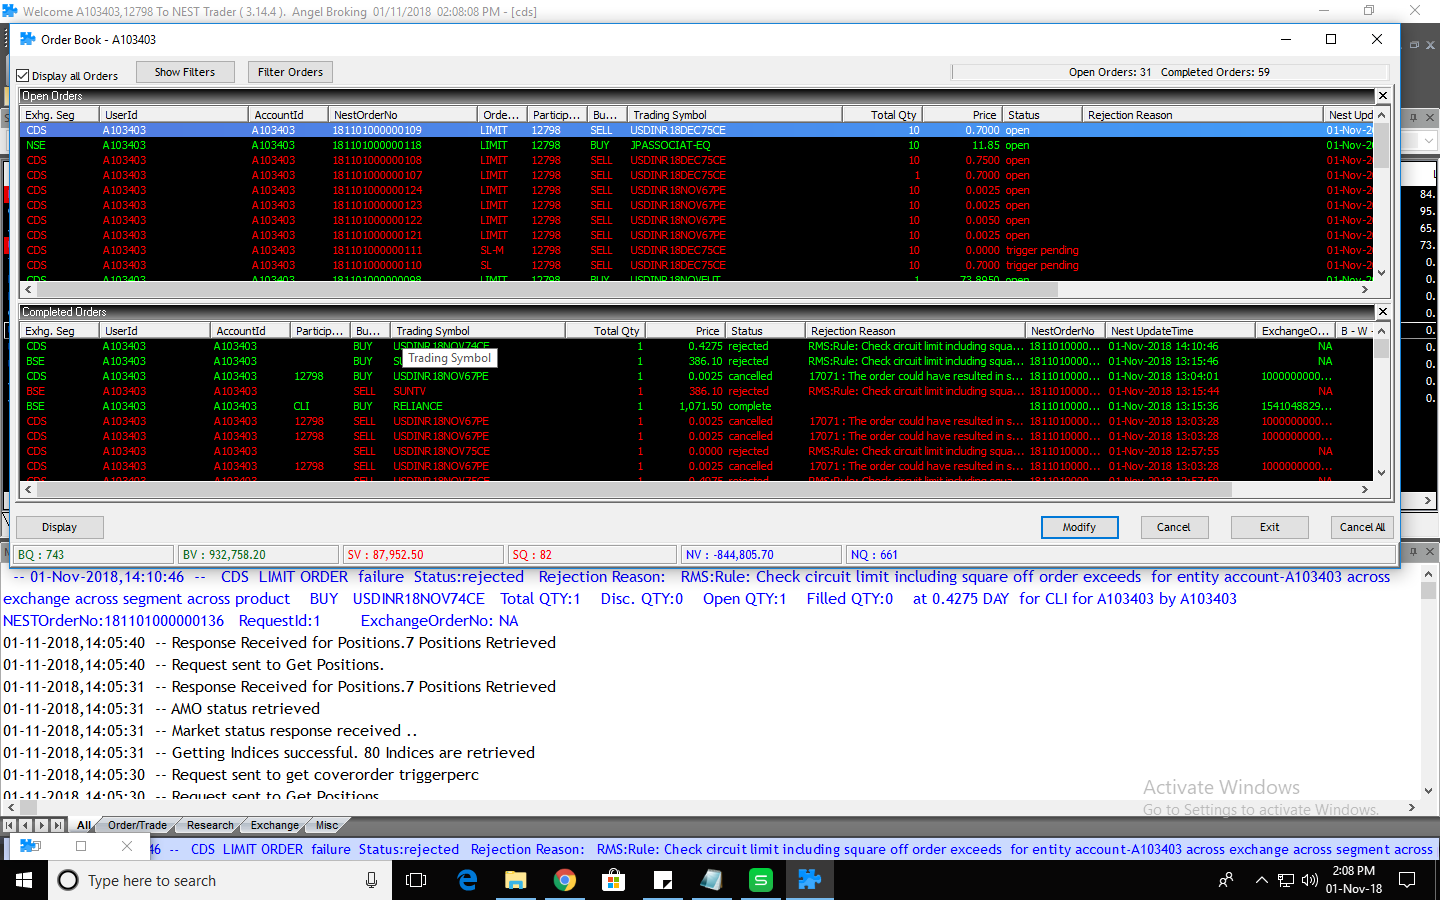 Welcome A103403,12798 To NEST Trader ( 3.14.4 ). Angel Broking 01/11/2018 02:08:08 PM - [cds]
Order Book - A103403
Display all Orders Show Filters Filter Orders Open Orders: 31 Completed Orders: 59
Open Orders
Exhg. Seg UserId AccountId NestOrderNo Orde... Particip... Bu... Trading Symbol Total Qty Price Status Rejection Reason Nest Upd
CDS A103403 A103403 181101000000109 LIMIT 12798 SELL USDINR18DEC75CE 10 0.7000 open 01-Nov-2
NSE A103403 A103403 181101000000118 LIMIT 12798 BUY JPASSOCIAT-EQ 10 11.85 open 01-Nov-2
CDS A103403 A103403 181101000000108 LIMIT 12798 SELL USDINR18DEC75CE 10 0.7500 open 01-Nov-2
CDS A103403 A103403 181101000000107 LIMIT 12798 SELL USDINR18DEC75CE 1 0.7000 open 01-Nov-2
CDS A103403 A103403 181101000000124 LIMIT 12798 SELL USDINR18NOV67PE 10 0.0025 open 01-Nov-2
CDS A103403 A103403 181101000000123 LIMIT 12798 SELL USDINR18NOV67PE 10 0.0025 open 01-Nov-2
CDS A103403 A103403 181101000000122 LIMIT 12798 SELL USDINR18NOV67PE 10 0.0050 open 01-Nov-2
CDS A103403 A103403 181101000000121 LIMIT 12798 SELL USDINR18NOV67PE 10 0.0025 open 01-Nov-2
CDS A103403 A103403 181101000000111 SL-M 12798 SELL USDINR18DEC75CE 10 0.0000 trigger pending 01-Nov-2
CDS A103403 A103403 181101000000110 SL 12798 SELL USDINR18DEC75CE 10 0.7000 trigger pending 01-Nov-2
CDS A103403 A103403 181101000000098 LIMIT 12798 BUY USDINR18NOVFUT 1 73.8950 open 01-Nov-2
Completed Orders
Exhg. Seg UserId AccountId Particip... Bu... Trading Symbol Total Qty Price Status Rejection Reason NestOrderNo Nest UpdateTime ExchangeO... B - W -
CDS A103403 A103403 BUY USDINR18NOV74CE 1 0.4275 rejected RMS:Rule: Check circuit limit including squa... 1811010000... 01-Nov-2018 14:10:46 NA
BSE A103403 A103403 BUY 1 386.10 rejected RMS:Rule: Check circuit limit including squa... 1811010000... 01-Nov-2018 13:15:46 NA
Trading Symbol
CDS A103403 A103403 12798 BUY USDINR18NOV67PE 1 0.0025 cancelled 17071 : The order could have resulted in s... 1811010000... 01-Nov-2018 13:04:01 1000000000...
BSE A103403 A103403 SELL SUNTV 1 386.10 rejected RMS:Rule: Check circuit limit including squa... 1811010000... 01-Nov-2018 13:15:44 NA
BSE A103403 A103403 CLI BUY RELIANCE 1 1,071.50 complete 1811010000... 01-Nov-2018 13:15:36 1541048829...
CDS A103403 A103403 12798 SELL USDINR18NOV67PE 1 0.0025 cancelled 17071 : The order could have resulted in s... 1811010000... 01-Nov-2018 13:03:28 1000000000...
CDS A103403 A103403 12798 SELL USDINR18NOV67PE 1 0.0025 cancelled 17071 : The order could have resulted in s... 1811010000... 01-Nov-2018 13:03:28 1000000000...
CDS A103403 A103403 SELL USDINR18NOV75CE 1 0.0000 rejected RMS:Rule: Check circuit limit including squa... 1811010000... 01-Nov-2018 12:57:55 NA
CDS A103403 A103403 12798 SELL USDINR18NOV67PE 1 0.0025 cancelled 17071 : The order could have resulted in s... 1811010000... 01-Nov-2018 13:03:28 1000000000...
Display Modify Cancel Exit Cancel All
BQ : 743 BV : 932,758.20 SV : 87,952.50 SQ : 82 NV : -844,805.70 NQ : 661
-- 01-Nov-2018,14:10:46 -- CDS LIMIT ORDER failure Status:rejected Rejection Reason: RMS:Rule: Check circuit limit including square off order exceeds for entity account-A103403 across
exchange across segment across product BUY USDINR18NOV74CE Total QTY:1 Disc. QTY:0 Open QTY:1 Filled QTY:0 at 0.4275 DAY for CLI for A103403 by A103403
NESTOrderNo:181101000000136 RequestId:1 ExchangeOrderNo: NA
01-11-2018,14:05:40 -- Response Received for Positions.7 Positions Retrieved
01-11-2018,14:05:40 -- Request sent to Get Positions.
01-11-2018,14:05:31 -- Response Received for Positions.7 Positions Retrieved
01-11-2018,14:05:31 -- AMO status retrieved
01-11-2018,14:05:31 -- Market status response received ..
01-11-2018,14:05:31 -- Getting Indices successful. 80 Indices are retrieved
01-11-2018,14:05:30 -- Request sent to get coverorder triggerperc
01-11-2018,14:05:30 -- Request sent to Get Positions
Activate Windows
Go to Settings to activate Windows.
All Order/Trade Research Exchange Misc
46 -- CDS LIMIT ORDER failure Status:rejected Rejection Reason: RMS:Rule: Check circuit limit including square off order exceeds for entity account-A103403 across exchange across segment across
Type here to search
2:08 PM
01-Nov-18